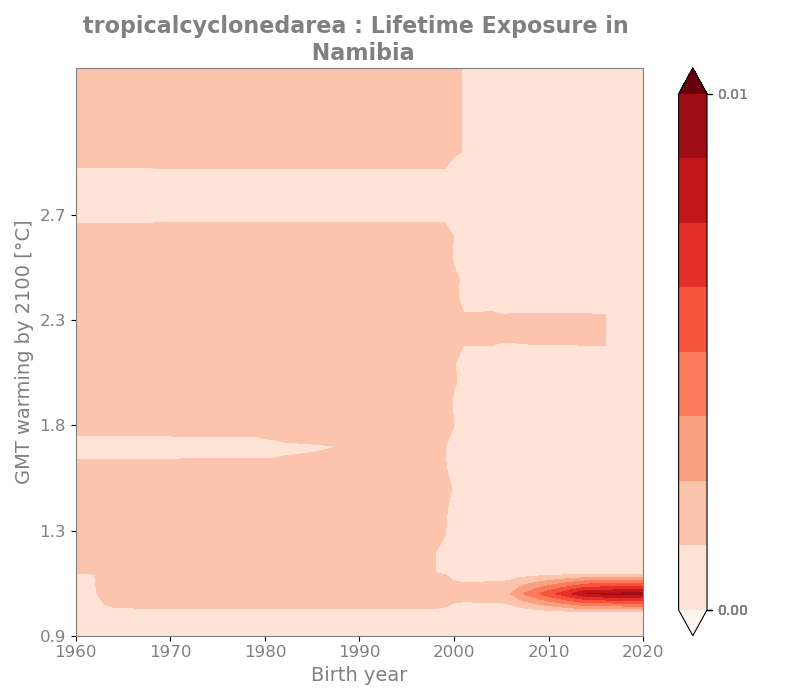 tropicalcyclonedarea : Lifetime Exposure in
Namibia
0.01
0.00
GMT warming by 2100 [°C]
2.7
2.3
1.8
1.3
0.9
1960 1970 1980 1990 2000 2010 2020
Birth year